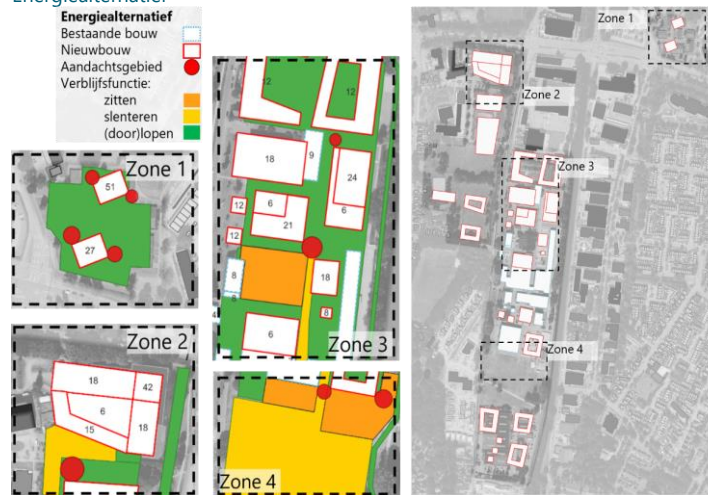 Energiealternatief
Energiealternatief
Bestaande bouw
Nieuwbouw
Aandachtsgebied
Verblijfsfunctie:
zitten
slenteren
(door)lopen
Zone 1
51
27
Zone 2
18
42
6
15
18
12
12
18
9
24
6
6
21
12
12
8
18
8
6
Zone 3
Zone 4
Zone 1
Zone 2
Zone 3
Zone 4